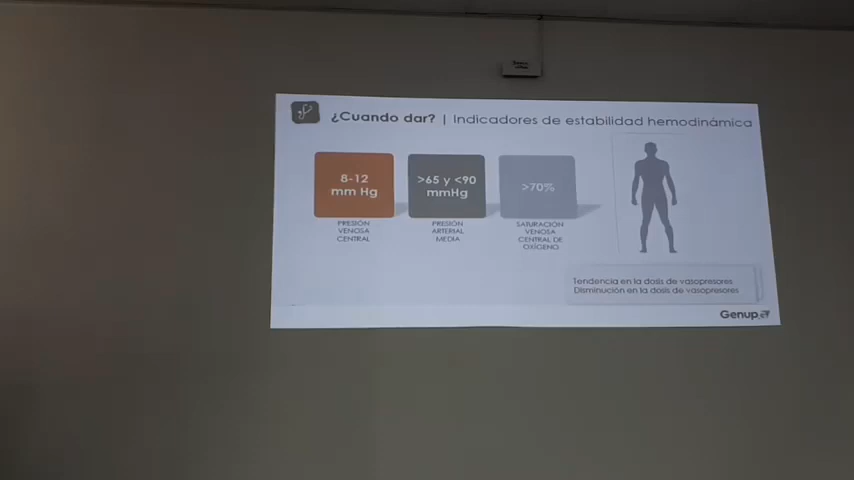 ¿Cuando dar? | Indicadores de estabilidad hemodinámica
8-12
mm Hg
>65 y <90
mmHg
>70%
PRESIÓN
VENOSA
CENTRAL
PRESIÓN
ARTERIAL
MEDIA
SATURACIÓN
VENOSA
CENTRAL DE
OXÍGENO
Tendencia en la dosis de vasopresores
Disminución en la dosis de vasopresores
Genuper